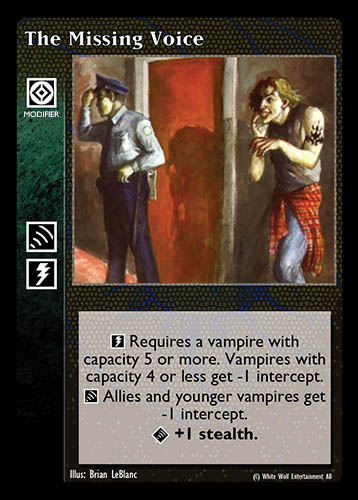 The Missing Voice
MODIFIER
Requires a vampire with
capacity 5 or more. Vampires with
capacity 4 or less get -1 intercept.
Allies and younger vampires get
-1 intercept.
+1 stealth.
Illus: Brian LeBlanc
(C) White Wolf Entertainment AB